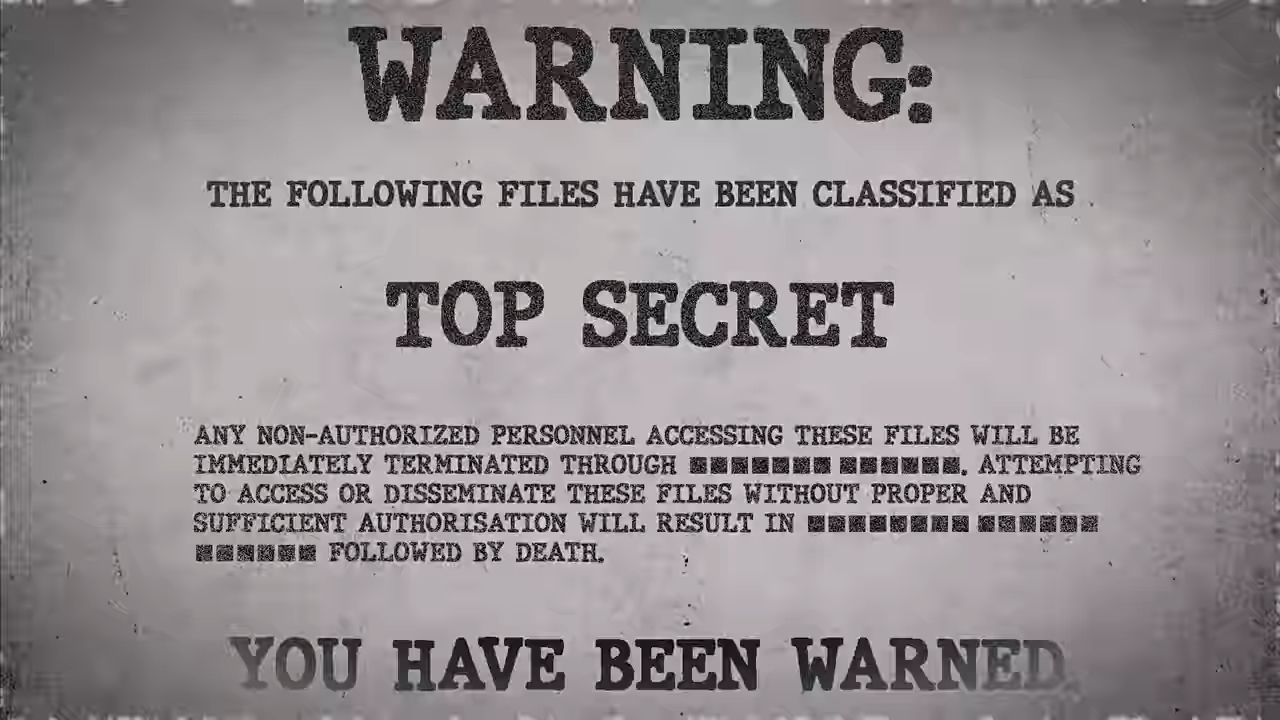 WARNING:
THE FOLLOWING FILES HAVE BEEN CLASSIFIED AS
TOP SECRET
ANY NON-AUTHORIZED PERSONNEL ACCESSING THESE FILES WILL BE
IMMEDIATELY TERMINATED THROUGH ■■■■■■■ ■■■■■■. ATTEMPTING
TO ACCESS OR DISSEMINATE THESE FILES WITHOUT PROPER AND
SUFFICIENT AUTHORISATION WILL RESULT IN ■■■■■■■■ ■■■■■■
■■■■■■ FOLLOWED BY DEATH.
YOU HAVE BEEN WARNED.